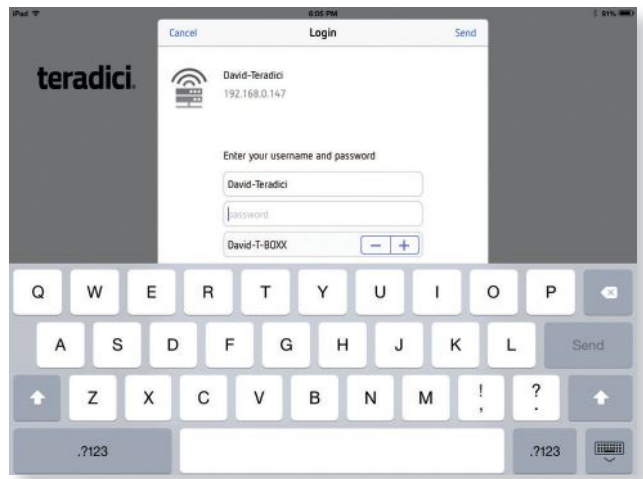 iPad 6:05 PM 91%
Cancel Login Send
teradici.
David-Teradici
192.168.0.147
Enter your username and password
David-Teradici
password
David-T-BOXX − +
Q W E R T Y U I O P
A S D F G H J K L Send
Z X C V B N M ! , ? .
.?123 .?123